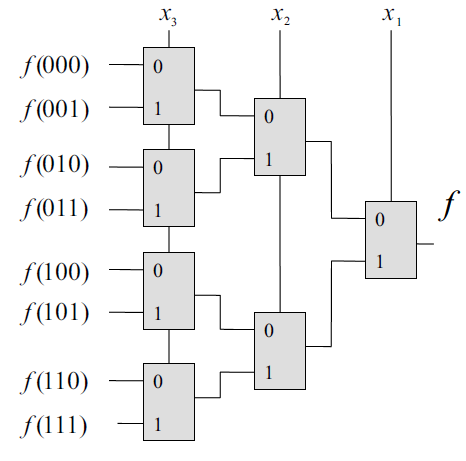 x₃ x₂ x₁
f(000) 0
f(001) 1
0
1
f(010) 0
f(011) 1
f
0
1
f(100) 0
f(101) 1
0
1
f(110) 0
f(111) 1